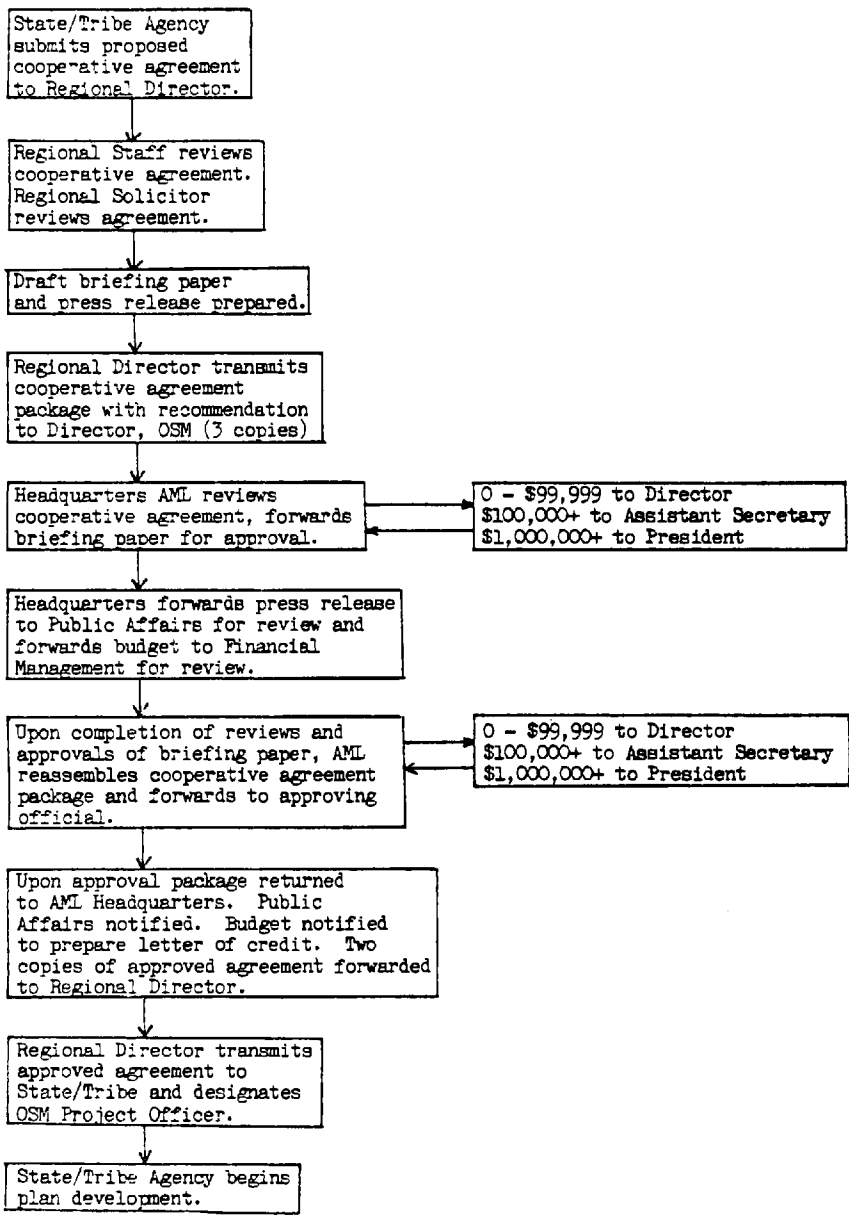 State/Tribe Agency
submits proposed
cooperative agreement
to Regional Director.
Regional Staff reviews
cooperative agreement.
Regional Solicitor
reviews agreement.
Draft briefing paper
and press release prepared.
Regional Director transmits
cooperative agreement
package with recommendation
to Director, OSM (3 copies)
Headquarters AML reviews
cooperative agreement, forwards
briefing paper for approval.
0 - $99,999 to Director
$100,000+ to Assistant Secretary
$1,000,000+ to President
Headquarters forwards press release
to Public Affairs for review and
forwards budget to Financial
Management for review.
Upon completion of reviews and
approvals of briefing paper, AML
reassembles cooperative agreement
package and forwards to approving
official.
0 - $99,999 to Director
$100,000+ to Assistant Secretary
$1,000,000+ to President
Upon approval package returned
to AML Headquarters. Public
Affairs notified. Budget notified
to prepare letter of credit. Two
copies of approved agreement forwarded
to Regional Director.
Regional Director transmits
approved agreement to
State/Tribe and designates
OSM Project Officer.
State/Tribe Agency begins
plan development.